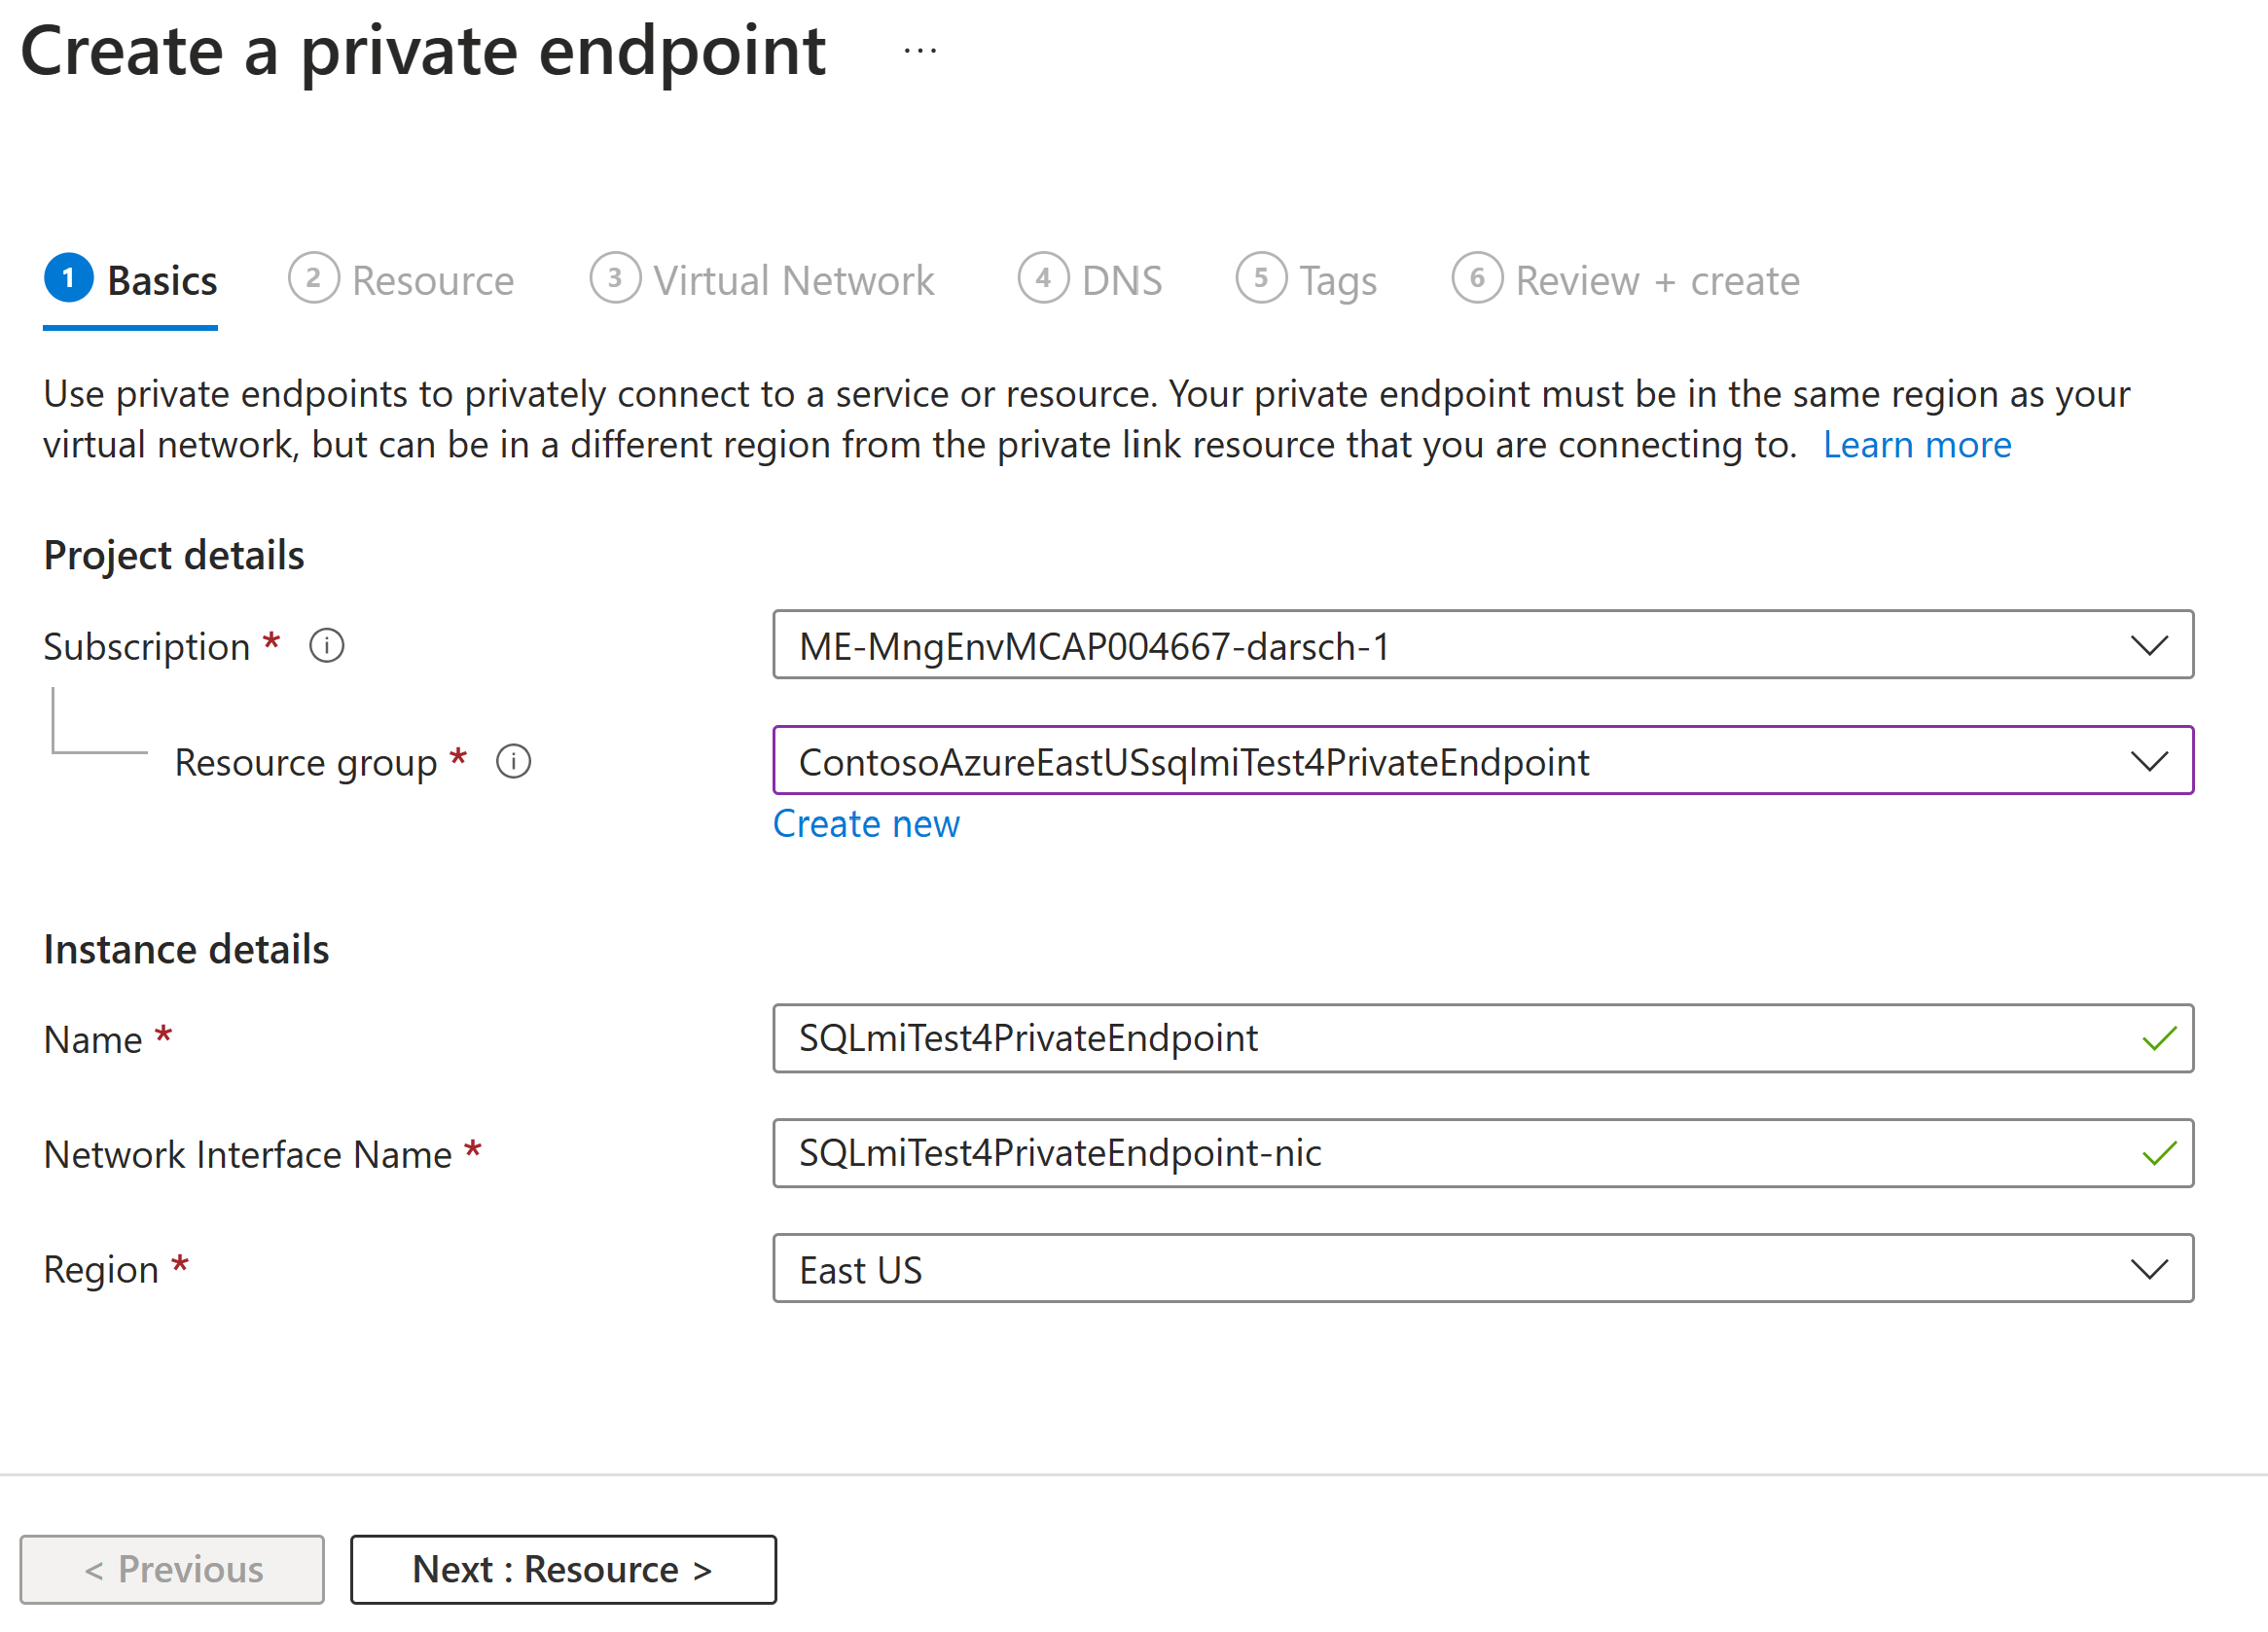 Create a private endpoint ...
1 Basics 2 Resource 3 Virtual Network 4 DNS 5 Tags 6 Review + create
Use private endpoints to privately connect to a service or resource. Your private endpoint must be in the same region as your
virtual network, but can be in a different region from the private link resource that you are connecting to. Learn more
Project details
Subscription * ME-MngEnvMCAP004667-darsch-1
Resource group * ContosoAzureEastUSsqlmiTest4PrivateEndpoint
Create new
Instance details
Name * SQLmiTest4PrivateEndpoint
Network Interface Name * SQLmiTest4PrivateEndpoint-nic
Region * East US
< Previous Next : Resource >